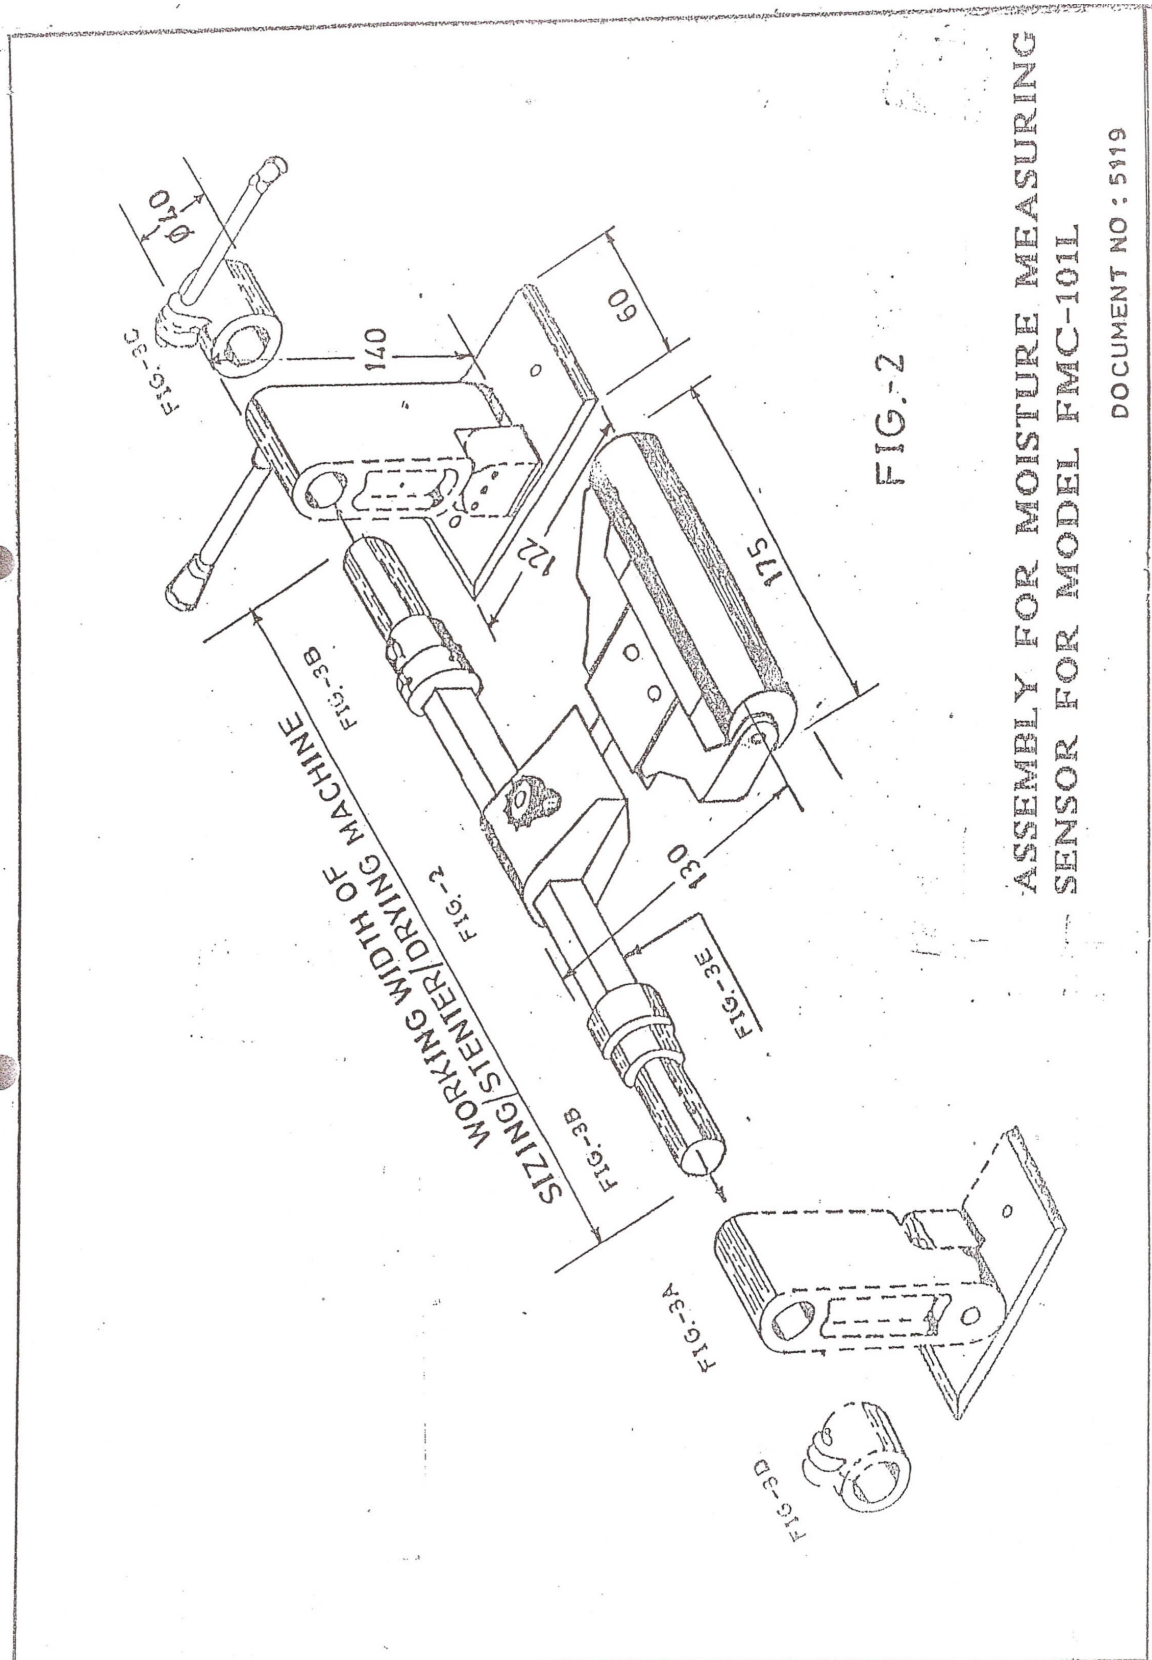 FIG.-3C
Ø40
140
60
122
FIG.-3B
WORKING WIDTH OF
SIZING/STENTER/DRYING MACHINE
FIG.-2
175
130
FIG.-3E
FIG.-3B
FIG.-3A
FIG-3D
FIG.-2
ASSEMBLY FOR MOISTURE MEASURING
SENSOR FOR MODEL FMC-101L
DOCUMENT NO : 5119